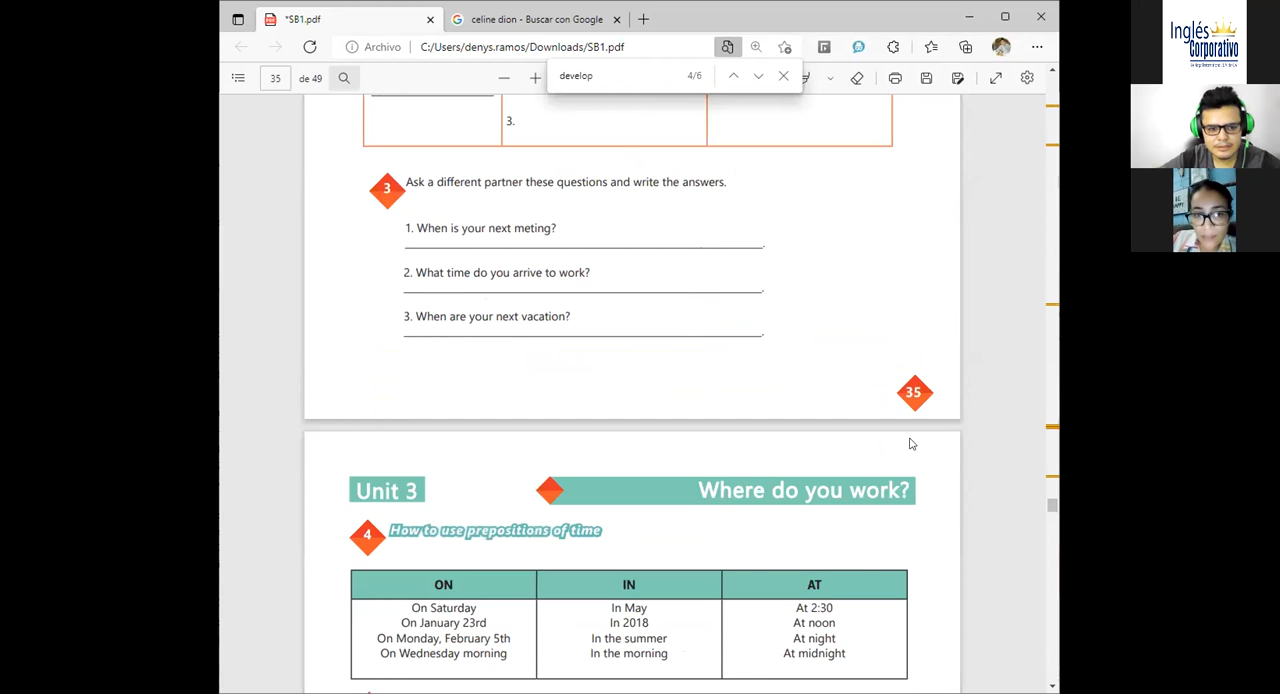 *SB1.pdf
celine dion - Buscar con Google
Archivo
C:/Users/denys.ramos/Downloads/SB1.pdf
35
de 49
develop
4/6
3.
3
Ask a different partner these questions and write the answers.
1. When is your next meting?
2. What time do you arrive to work?
3. When are your next vacation?
35
Unit 3
Where do you work?
4
How to use prepositions of time
ON IN AT
On Saturday In May At 2:30
On January 23rd In 2018 At noon
On Monday, February 5th In the summer At night
On Wednesday morning In the morning At midnight
Inglés
Corporativo